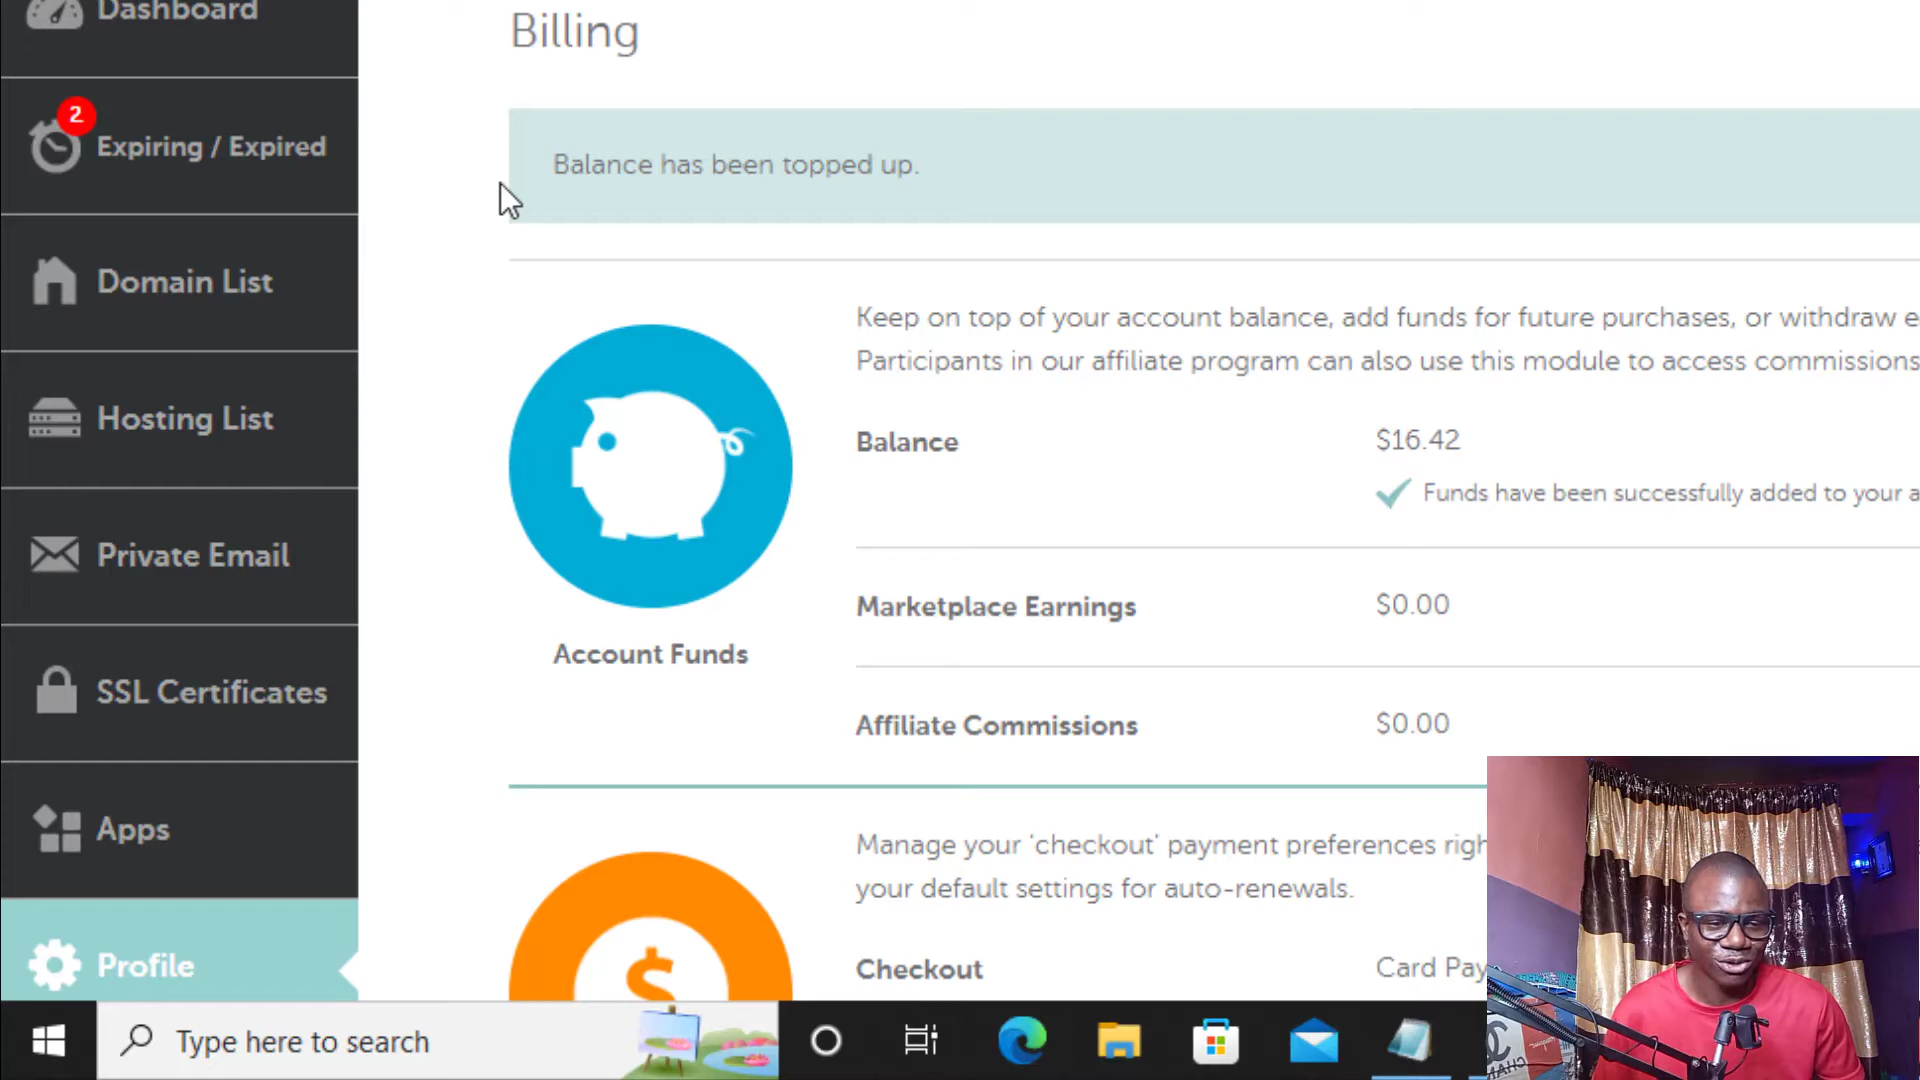 Dashboard
2
Expiring / Expired
Domain List
Hosting List
Private Email
SSL Certificates
Apps
Profile
Billing
Balance has been topped up.
Keep on top of your account balance, add funds for future purchases, or withdraw e
Participants in our affiliate program can also use this module to access commissions
Balance
$16.42
Funds have been successfully added to your a
Marketplace Earnings
$0.00
Account Funds
Affiliate Commissions
$0.00
Manage your 'checkout' payment preferences righ
your default settings for auto-renewals.
Checkout
Card Pay
$
Type here to search